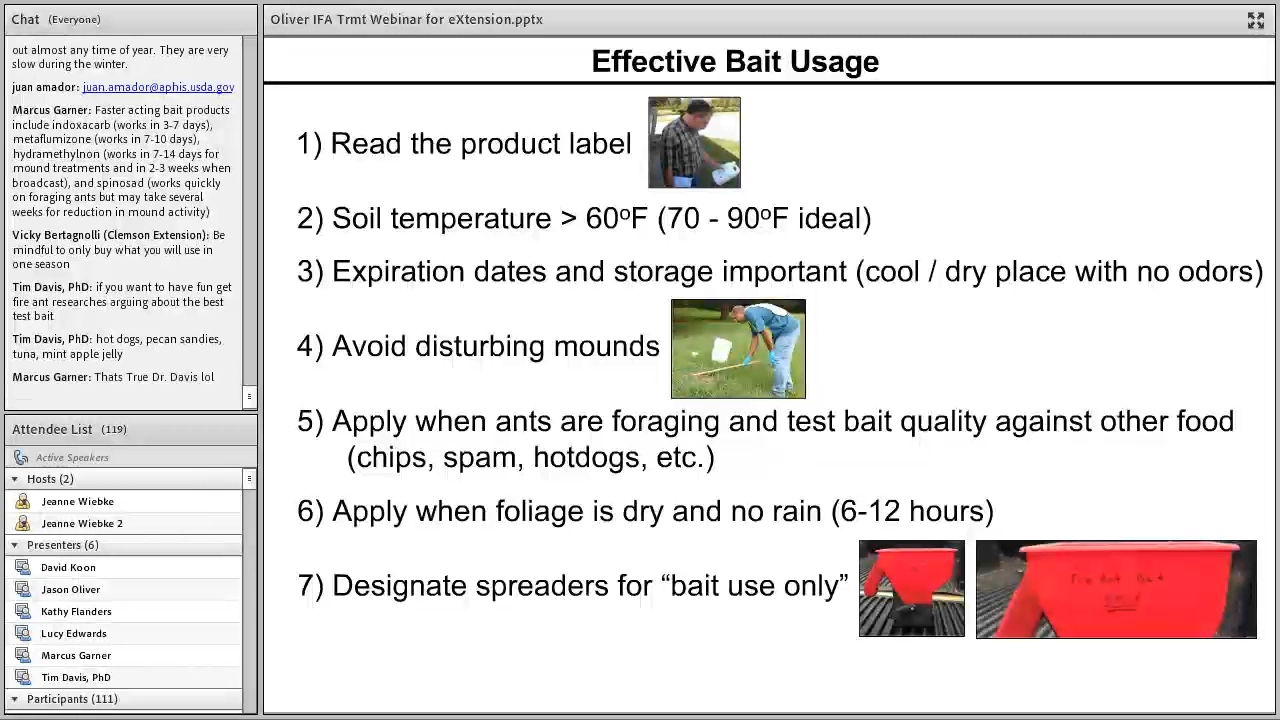 Chat (Everyone)
out almost any time of year. They are very
slow during the winter.
juan amador: juan.amador@aphis.usda.gov
Marcus Garner: Faster acting bait products
include indoxacarb (works in 3-7 days),
metaflumizone (works in 7-10 days),
hydramethylnon (works in 7-14 days for
mound treatments and in 2-3 weeks when
broadcast), and spinosad (works quickly
on foraging ants but may take several
weeks for reduction in mound activity)
Vicky Bertagnolli (Clemson Extension): Be
mindful to only buy what you will use in
one season
Tim Davis, PhD: if you want to have fun get
fire ant researches arguing about the best
test bait
Tim Davis, PhD: hot dogs, pecan sandies,
tuna, mint apple jelly
Marcus Garner: Thats True Dr. Davis lol
Attendee List (119)
Active Speakers
Hosts (2)
Jeanne Wiebke
Jeanne Wiebke 2
Presenters (6)
David Koon
Jason Oliver
Kathy Flanders
Lucy Edwards
Marcus Garner
Tim Davis, PhD
Participants (111)
Oliver IFA Trmt Webinar for eXtension.pptx
Effective Bait Usage
1) Read the product label
2) Soil temperature > 60ºF (70 - 90ºF ideal)
3) Expiration dates and storage important (cool / dry place with no odors)
4) Avoid disturbing mounds
5) Apply when ants are foraging and test bait quality against other food
(chips, spam, hotdogs, etc.)
6) Apply when foliage is dry and no rain (6-12 hours)
7) Designate spreaders for “bait use only”